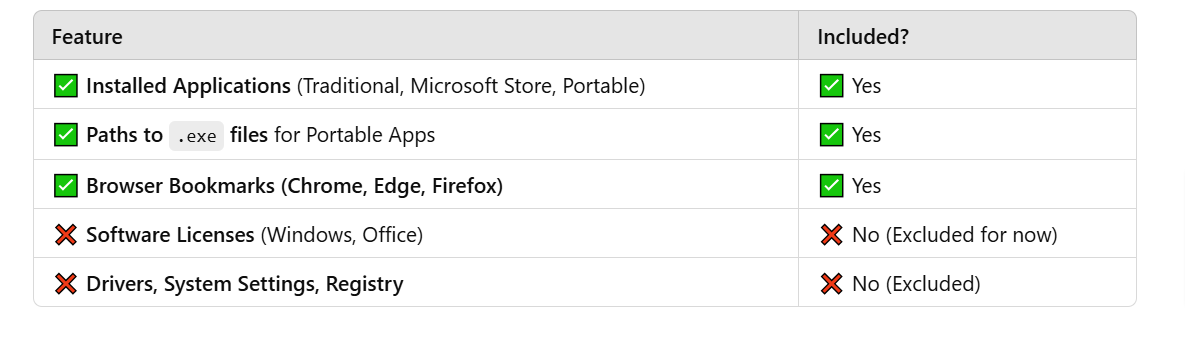 Feature Included?
✅ Installed Applications (Traditional, Microsoft Store, Portable) ✅ Yes
✅ Paths to .exe files for Portable Apps ✅ Yes
✅ Browser Bookmarks (Chrome, Edge, Firefox) ✅ Yes
❌ Software Licenses (Windows, Office) ❌ No (Excluded for now)
❌ Drivers, System Settings, Registry ❌ No (Excluded)